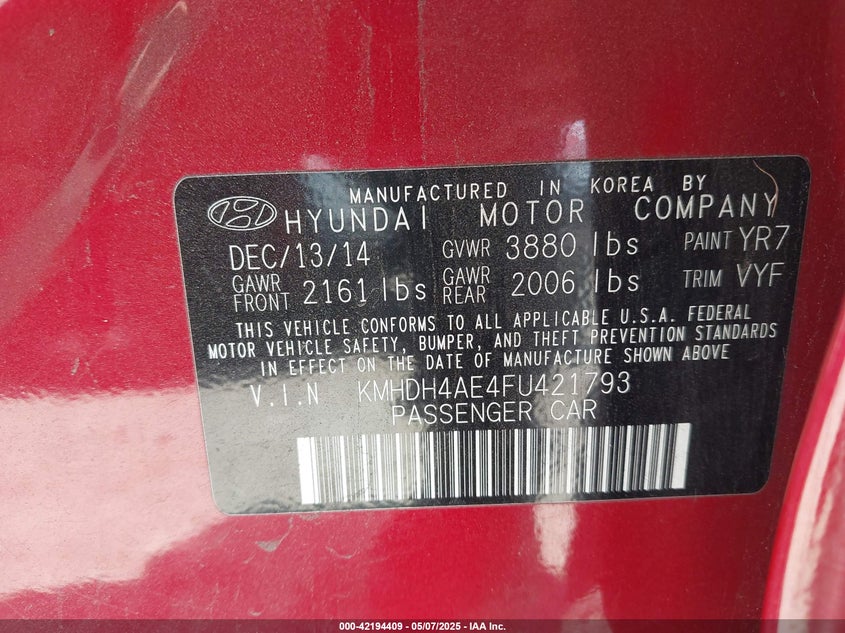 MANUFACTURED IN KOREA BY
HYUNDAI MOTOR COMPANY
DEC/13/14 GVWR 3880 lbs PAINT YR7
GAWR FRONT 2161 lbs GAWR REAR 2006 lbs TRIM VYF
THIS VEHICLE CONFORMS TO ALL APPLICABLE U.S.A. FEDERAL
MOTOR VEHICLE SAFETY, BUMPER, AND THEFT PREVENTION STANDARDS
IN EFFECT ON THE DATE OF MANUFACTURE SHOWN ABOVE
V.I.N KMHDH4AE4FU421793
PASSENGER CAR
000-42194409 - 05/07/2025 - IAA Inc.